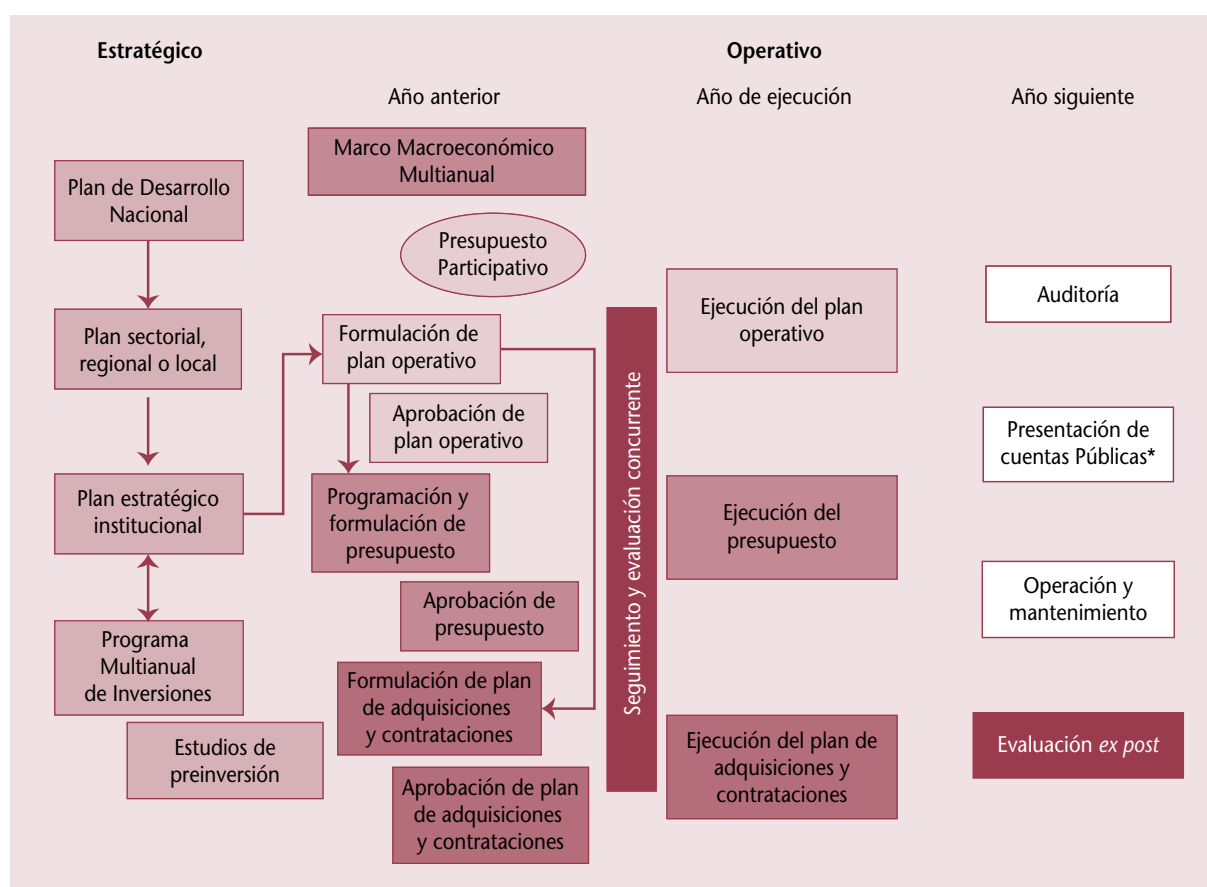 Estratégico
Operativo
Año anterior
Año de ejecución
Año siguiente
Plan de Desarrollo
Nacional
Plan sectorial,
regional o local
Plan estratégico
institucional
Programa
Multianual
de Inversiones
Estudios de
preinversión
Marco Macroeconómico
Multianual
Presupuesto
Participativo
Formulación de
plan operativo
Aprobación de
plan operativo
Programación y
formulación de
presupuesto
Aprobación de
presupuesto
Formulación de plan
de adquisiciones
y contrataciones
Aprobación de plan
de adquisiciones
y contrataciones
Seguimiento y evaluación concurrente
Ejecución del plan
operativo
Ejecución del
presupuesto
Ejecución del plan de
adquisiciones y
contrataciones
Auditoría
Presentación de
cuentas Públicas*
Operación y
mantenimiento
Evaluación ex post